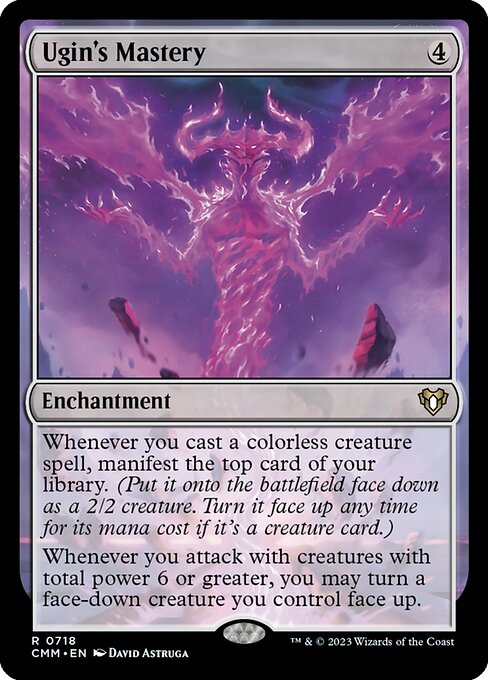 Ugin's Mastery 4
Enchantment
Whenever you cast a colorless creature
spell, manifest the top card of your
library. (Put it onto the battlefield face down
as a 2/2 creature. Turn it face up any time
for its mana cost if it's a creature card.)
Whenever you attack with creatures with
total power 6 or greater, you may turn a
face-down creature you control face up.
R 0718 ™ & © 2023 Wizards of the Coast
CMM•EN DAVID ASTRUGA